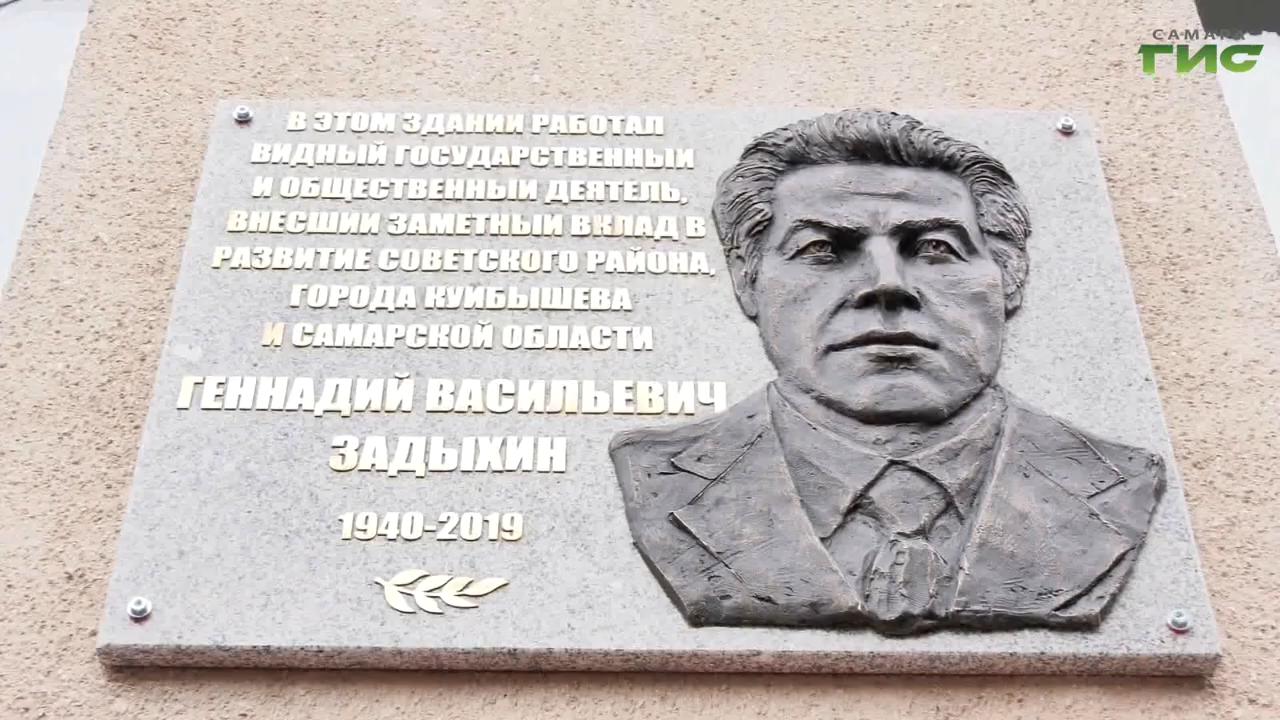 САМАРА
ГИС
В ЭТОМ ЗДАНИИ РАБОТАЛ
ВИДНЫЙ ГОСУДАРСТВЕННЫЙ
И ОБЩЕСТВЕННЫЙ ДЕЯТЕЛЬ,
ВНЕСШИЙ ЗАМЕТНЫЙ ВКЛАД В
РАЗВИТИЕ СОВЕТСКОГО РАЙОНА,
ГОРОДА КУЙБЫШЕВА
И САМАРСКОЙ ОБЛАСТИ
ГЕННАДИЙ ВАСИЛЬЕВИЧ
ЗАДЫХИН
1940-2019